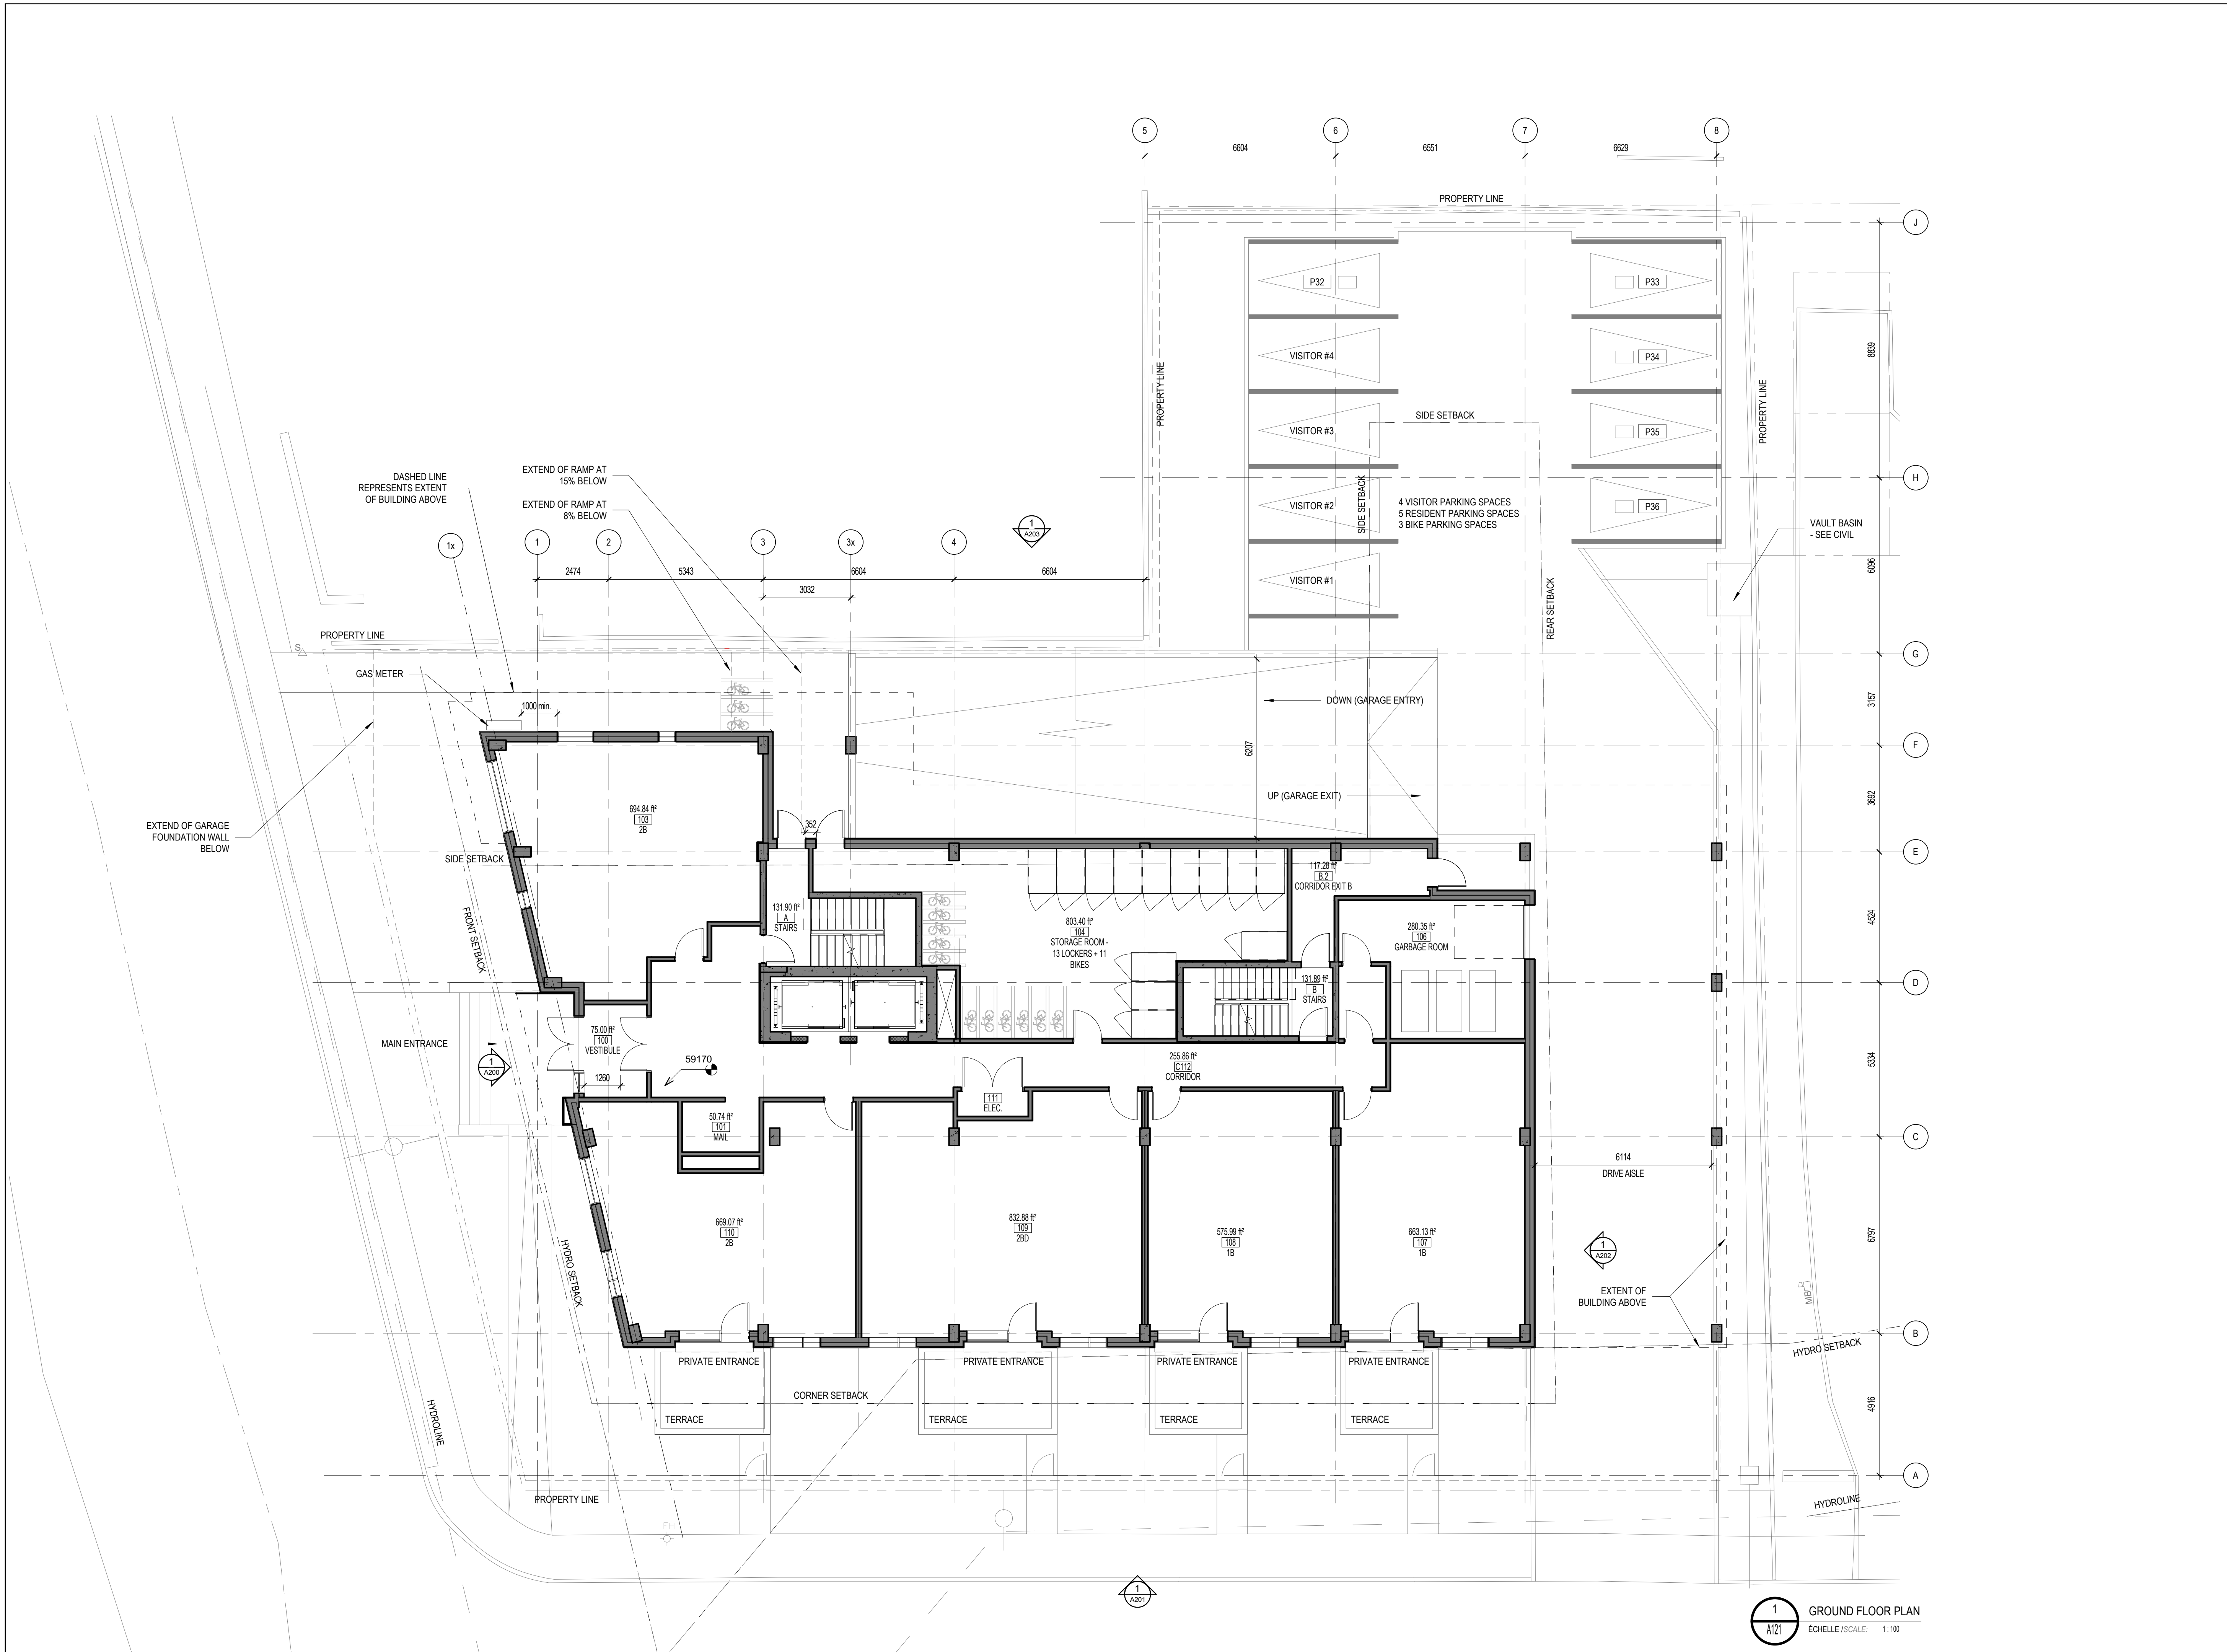 5
6
7
8
6604
6551
6629
PROPERTY LINE
J
P32
P33
8839
VISITOR #4
P34
PROPERTY LINE
PROPERTY LINE
SIDE SETBACK
VISITOR #3
P35
DASHED LINE
REPRESENTS EXTENT
OF BUILDING ABOVE
EXTEND OF RAMP AT
15% BELOW
H
EXTEND OF RAMP AT
8% BELOW
SIDE SETBACK
VISITOR #2
4 VISITOR PARKING SPACES
5 RESIDENT PARKING SPACES
3 BIKE PARKING SPACES
P36
1
A203
VAULT BASIN
- SEE CIVIL
1x
1
2
3
3x
4
2474
5343
6604
6604
3032
6096
VISITOR #1
REAR SETBACK
PROPERTY LINE
S
G
GAS METER
1000 min.
DOWN (GARAGE ENTRY)
3157
6207
F
UP (GARAGE EXIT)
3692
694.84 ft²
103
2B
EXTEND OF GARAGE
FOUNDATION WALL
BELOW
352
E
SIDE SETBACK
117.28 ft²
B.2
CORRIDOR EXIT B
131.90 ft²
A
STAIRS
803.40 ft²
104
STORAGE ROOM -
13 LOCKERS + 11
BIKES
280.35 ft²
106
GARBAGE ROOM
4524
FRONT SETBACK
131.89 ft²
B
STAIRS
D
75.00 ft²
100
VESTIBULE
MAIN ENTRANCE
1
A200
59170
255.86 ft²
C112
CORRIDOR
5334
1260
111
ELEC.
50.74 ft²
101
MAIL
C
6114
DRIVE AISLE
669.07 ft²
110
2B
832.88 ft²
109
2BD
575.99 ft²
108
1B
663.13 ft²
107
1B
6797
1
A202
HYDRO SETBACK
EXTENT OF
BUILDING ABOVE
MB
B
HYDRO SETBACK
PRIVATE ENTRANCE
PRIVATE ENTRANCE
PRIVATE ENTRANCE
PRIVATE ENTRANCE
CORNER SETBACK
4916
TERRACE
TERRACE
TERRACE
TERRACE
HYDROLINE
A
PROPERTY LINE
HYDROLINE
FH
1
A201
1
A121
GROUND FLOOR PLAN
ÉCHELLE /SCALE: 1 : 100